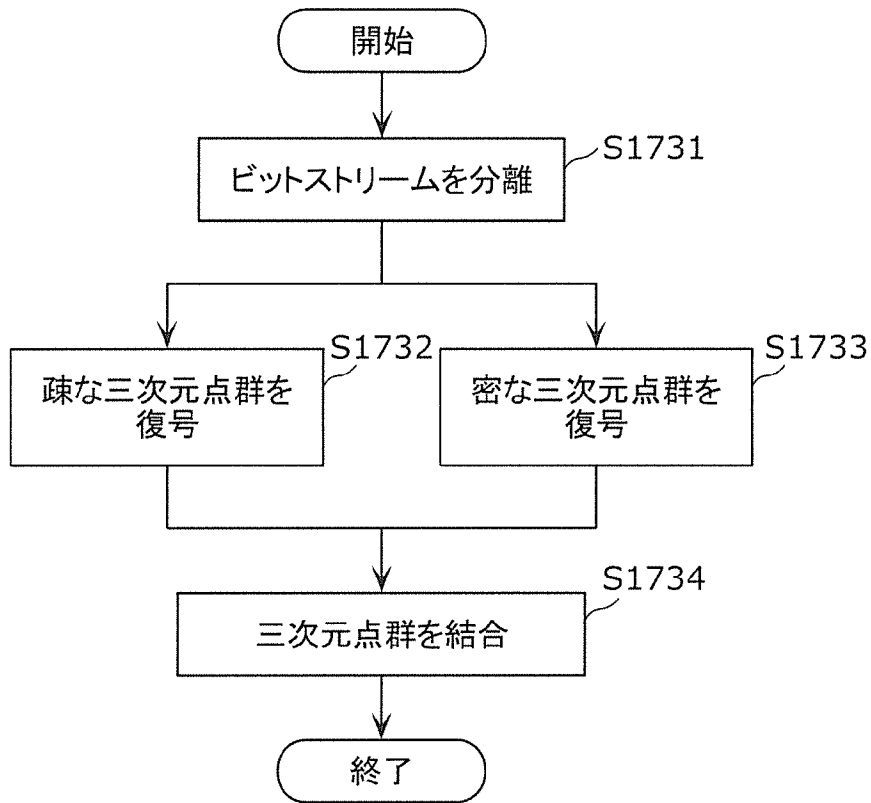 開始
S1731
ビットストリームを分離
S1732
疎な三次元点群を
復号
S1733
密な三次元点群を
復号
S1734
三次元点群を結合
終了